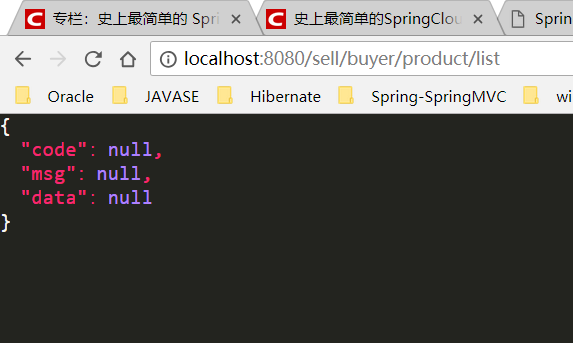 专栏：史上最简单的 Spri
史上最简单的SpringClou
Sprin
localhost:8080/sell/buyer/product/list
Oracle JAVASE Hibernate Spring-SpringMVC wi
{
"code": null,
"msg": null,
"data": null
}